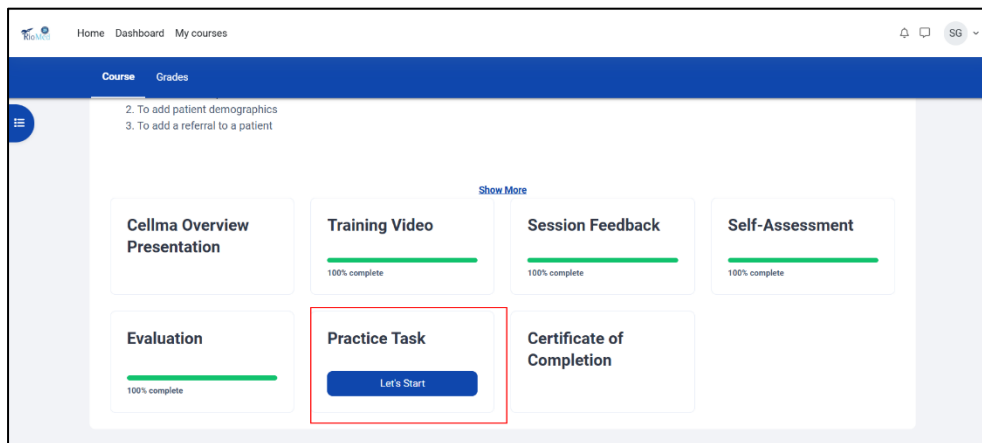 RioMed
Home Dashboard My courses
SG
Course Grades
2. To add patient demographics
3. To add a referral to a patient
Show More
Cellma Overview
Presentation
Training Video
100% complete
Session Feedback
100% complete
Self-Assessment
100% complete
Evaluation
100% complete
Practice Task
Let's Start
Certificate of
Completion